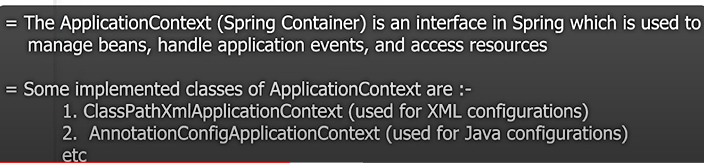 = The ApplicationContext (Spring Container) is an interface in Spring which is used to
manage beans, handle application events, and access resources
= Some implemented classes of ApplicationContext are :-
1. ClassPathXmlApplicationContext (used for XML configurations)
2. AnnotationConfigApplicationContext (used for Java configurations)
etc